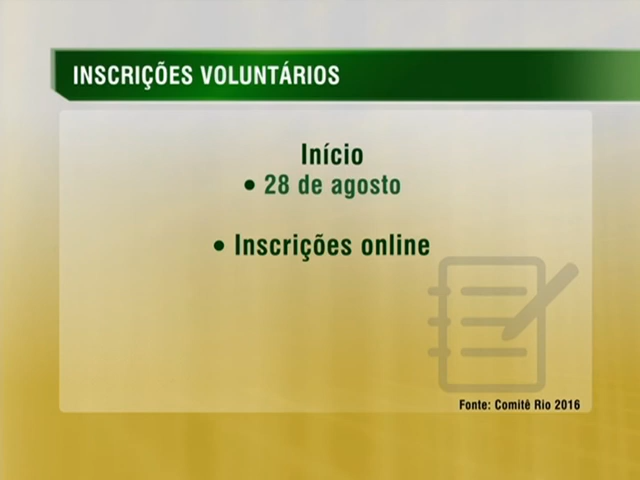 INSCRIÇÕES VOLUNTÁRIOS
Início
• 28 de agosto
• Inscrições online
Fonte: Comitê Rio 2016